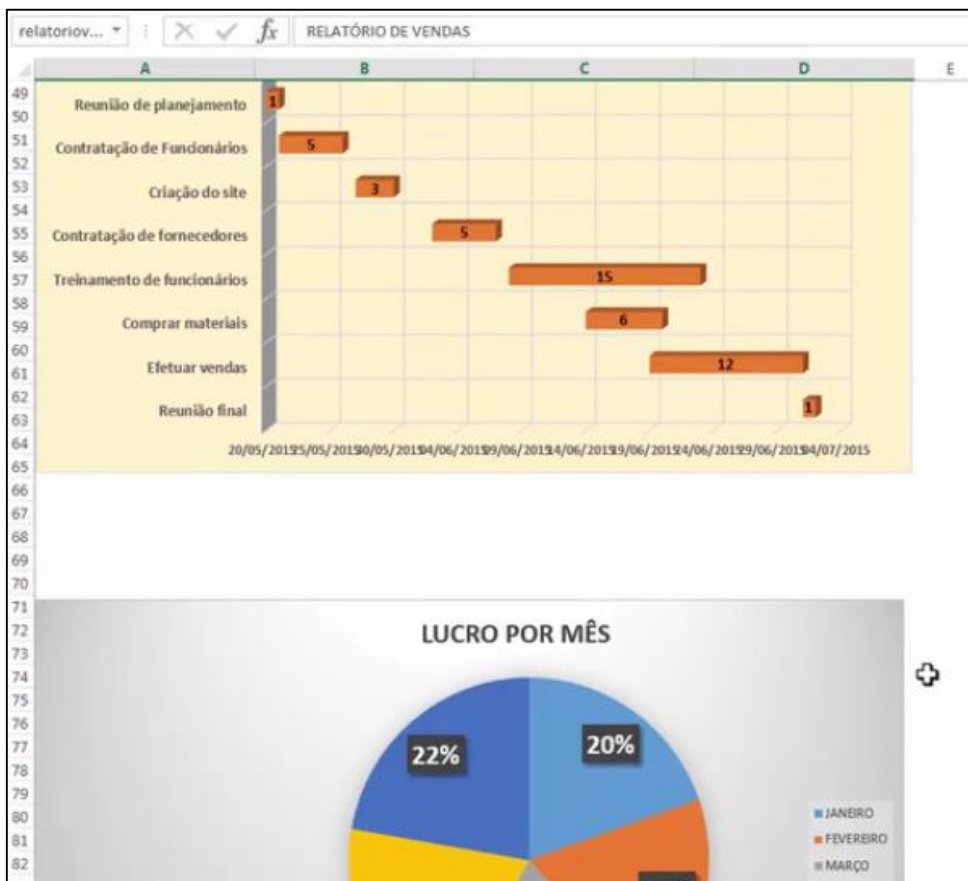 relatoriov... fx RELATÓRIO DE VENDAS
A B C D E
49
50
51
52
53
54
55
56
57
58
59
60
61
62
63
64
65
66
67
68
69
70
71
72
73
74
75
76
77
78
79
80
81
82
Reunião de planejamento 1
Contratação de Funcionários 5
Criação do site 3
Contratação de fornecedores 5
Treinamento de funcionários 15
Comprar materiais 6
Efetuar vendas 12
Reunião final 1
20/05/2015 25/05/2015 30/05/2015 04/06/2015 09/06/2015 14/06/2015 19/06/2015 24/06/2015 29/06/2015 04/07/2015
LUCRO POR MÊS
22% 20%
JANEIRO
FEVEREIRO
MARÇO